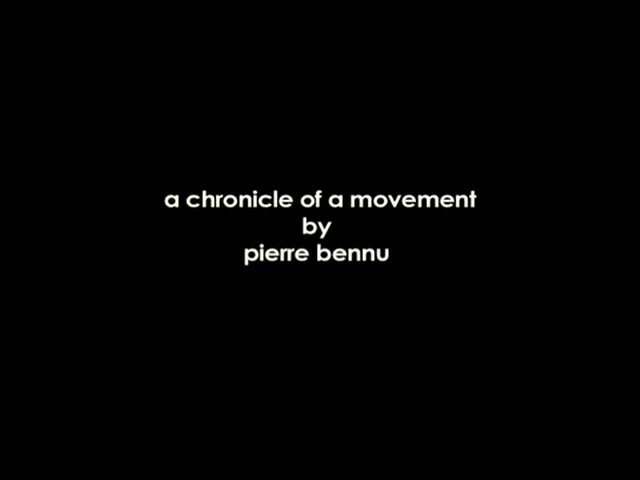 a chronicle of a movement
by
pierre bennu